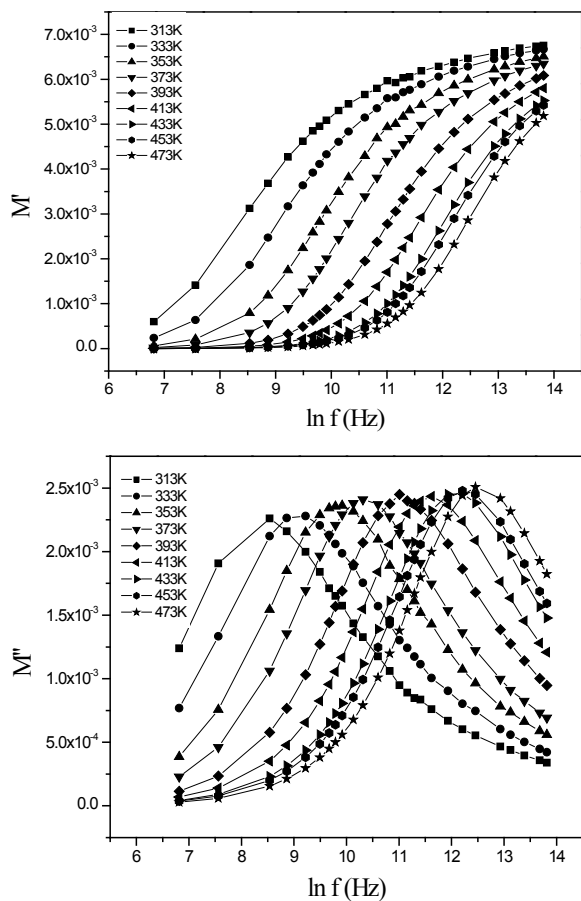 7.0x10⁻³
6.0x10⁻³
5.0x10⁻³
4.0x10⁻³
3.0x10⁻³
2.0x10⁻³
1.0x10⁻³
0.0
M'
313K
333K
353K
373K
393K
413K
433K
453K
473K
6 7 8 9 10 11 12 13 14
ln f (Hz)
2.5x10⁻³
2.0x10⁻³
1.5x10⁻³
1.0x10⁻³
5.0x10⁻⁴
0.0
M"
313K
333K
353K
373K
393K
413K
433K
453K
473K
6 7 8 9 10 11 12 13 14
ln f (Hz)